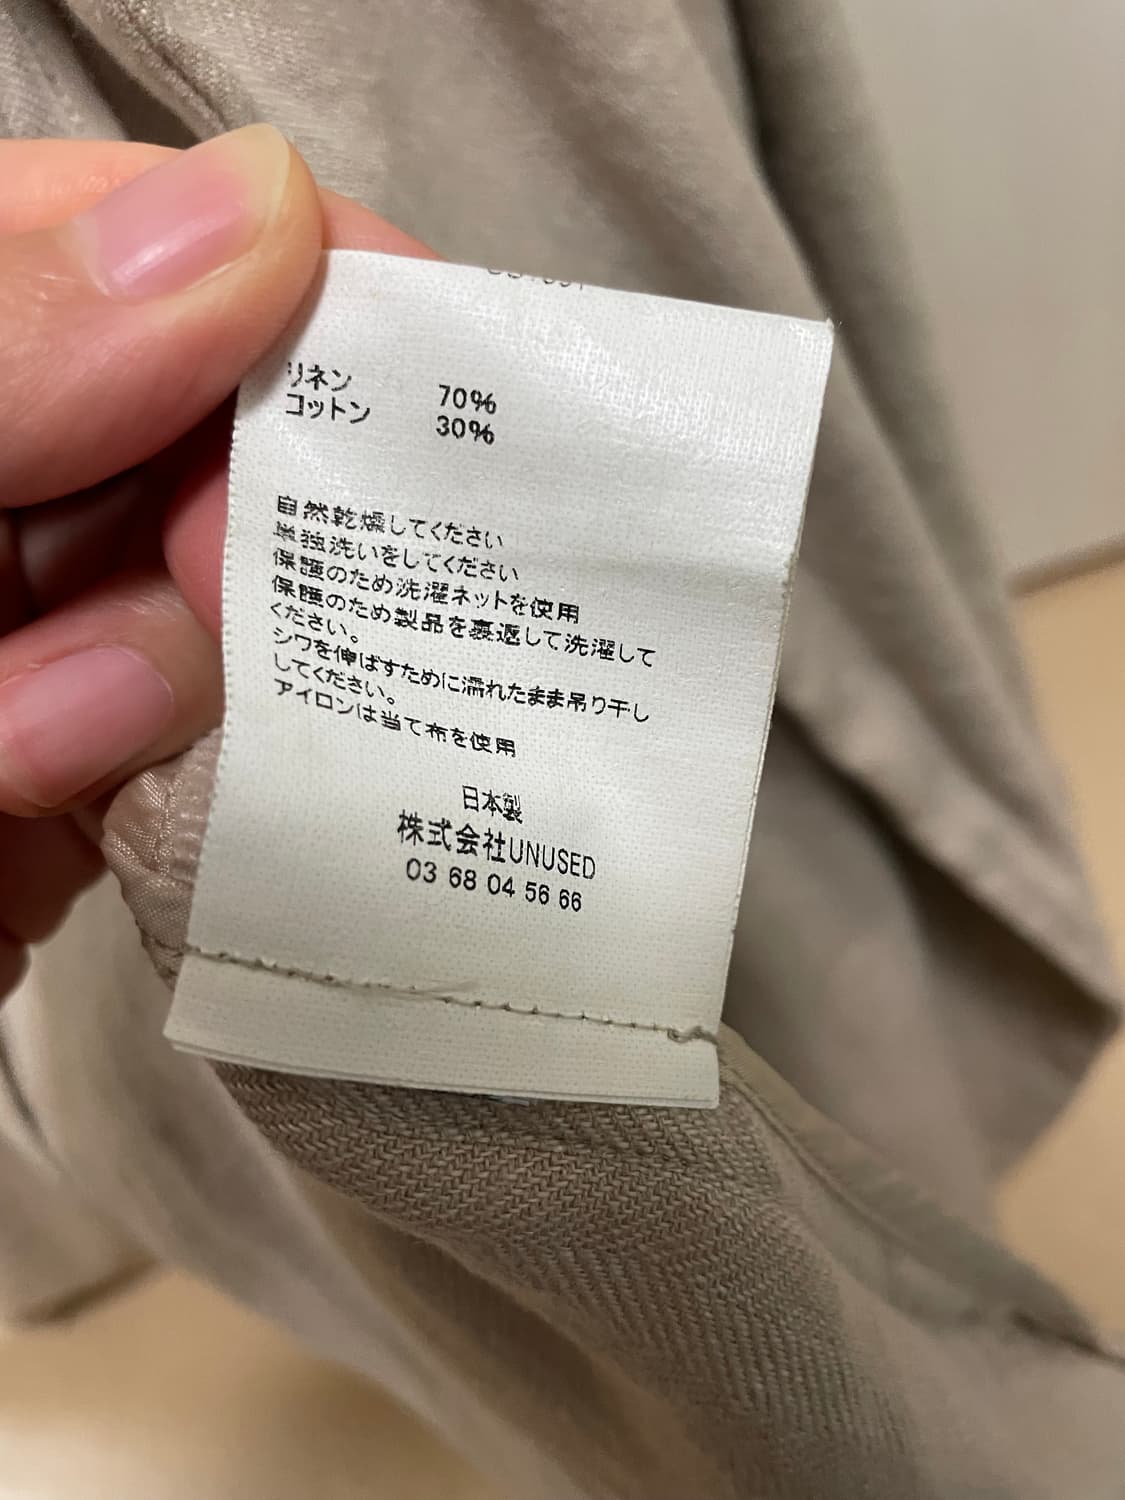 リネン 70%
コットン 30%
自然乾燥してください
単独洗いをしてください
保護のため洗濯ネットを使用
保護のため製品を裏返して洗濯して
ください。
シワを伸ばすために濡れたまま吊り干し
してください。
アイロンは当て布を使用
日本製
株式会社UNUSED
03 68 04 56 66